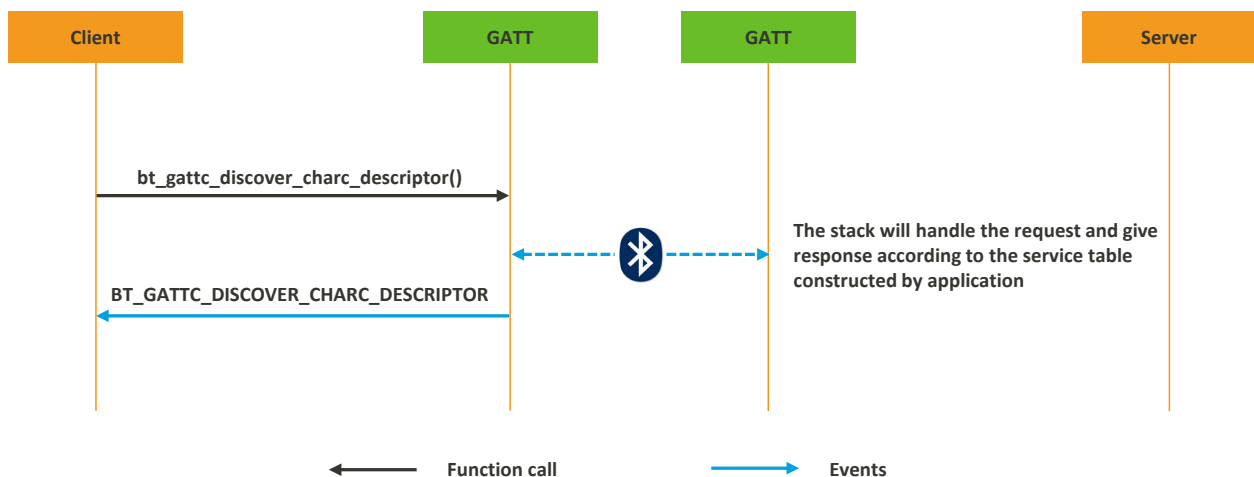 Client
GATT
GATT
Server
bt_gattc_discover_charc_descriptor()
The stack will handle the request and give
response according to the service table
constructed by application
BT_GATTC_DISCOVER_CHARC_DESCRIPTOR
Function call
Events